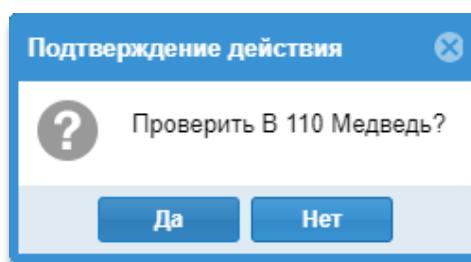 Подтверждение действия
Проверить В 110 Медведь?
Да
Нет